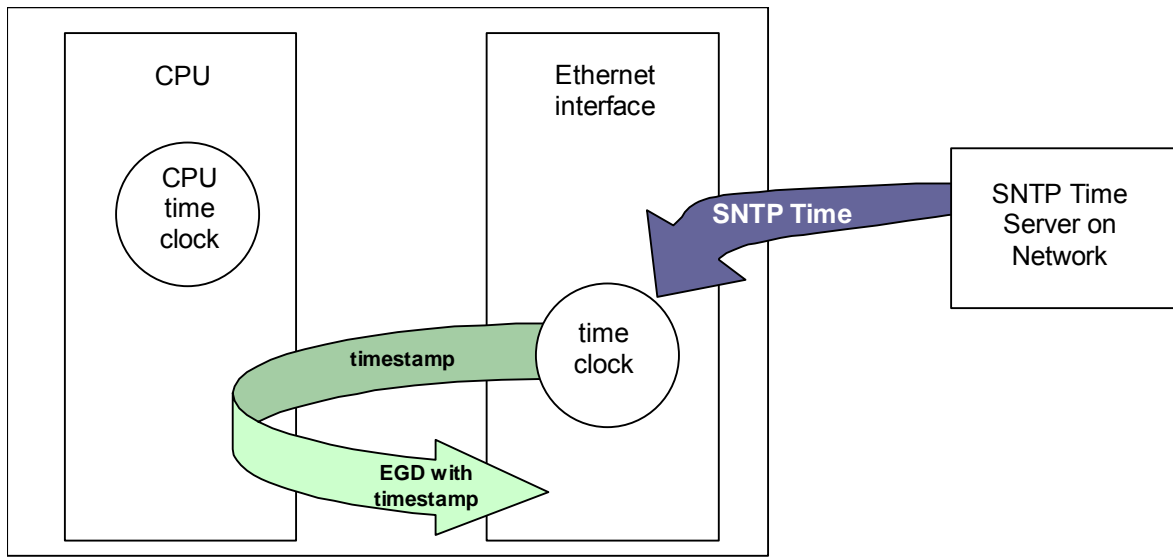 CPU
CPU
time
clock
Ethernet
interface
SNTP Time
SNTP Time
Server on
Network
time
clock
timestamp
EGD with
timestamp